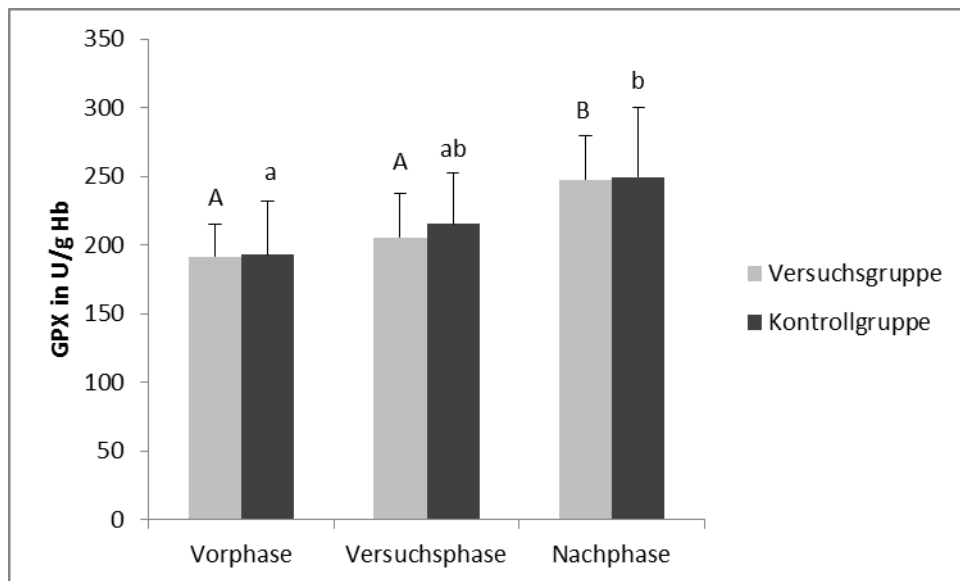 350
300
250
200
150
100
50
0
GPX in U/g Hb
A
a
A
ab
B
b
Vorphase
Versuchsphase
Nachphase
Versuchsgruppe
Kontrollgruppe